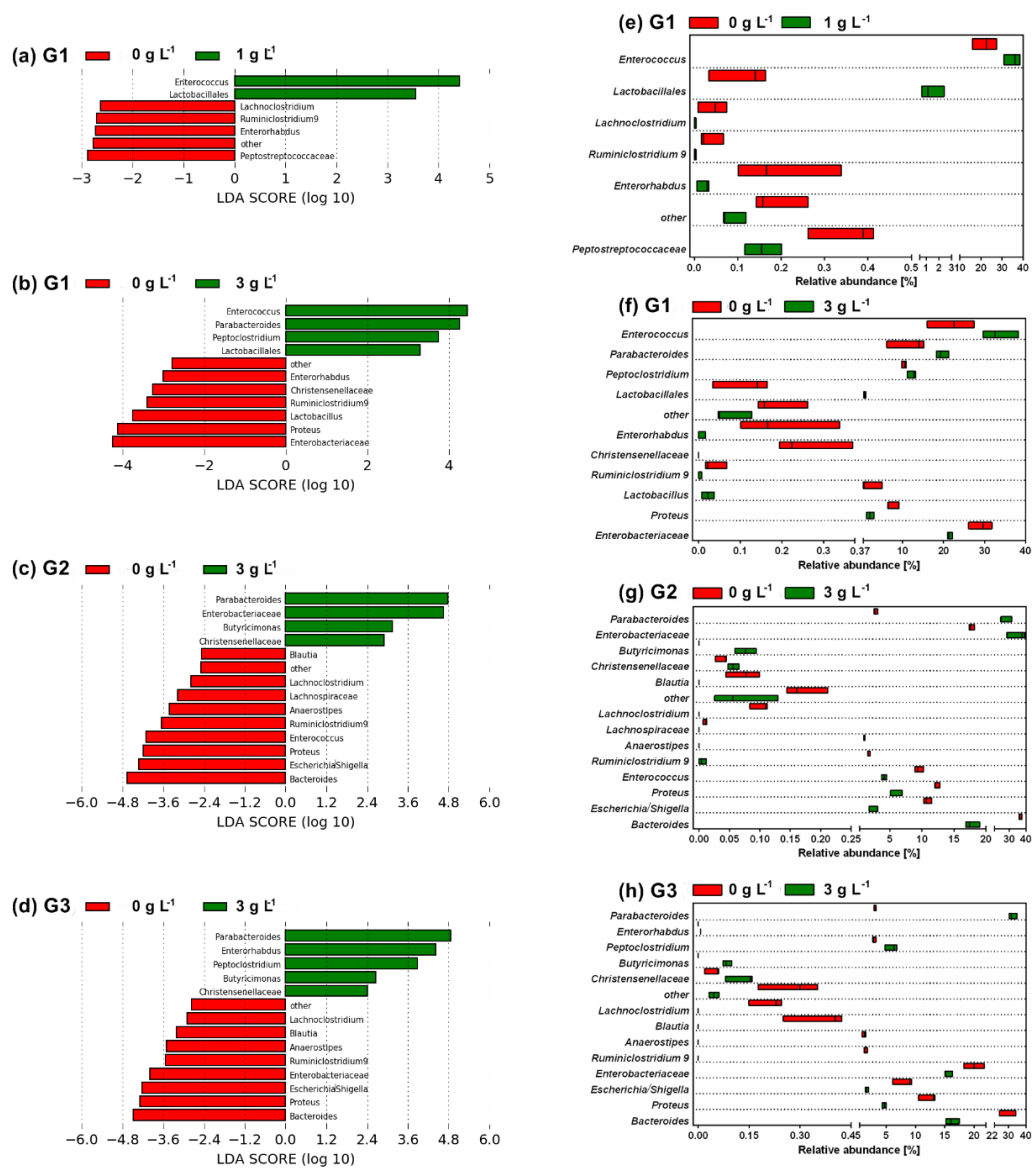 (a) G1 0 g L-1 1 g L-1
Enterococcus
Lactobacillales
Lachnoclostridium
Ruminiclostridium9
Enterorhabdus
other
Peptostreptococcaceae
−3 −2 −1 0 1 2 3 4 5
LDA SCORE (log 10)
(b) G1 0 g L-1 3 g L-1
Enterococcus
Parabacteroides
Peptoclostridium
Lactobacillales
other
Enterorhabdus
Christensenellaceae
Ruminiclostridium9
Lactobacillus
Proteus
Enterobacteriaceae
−4 −2 0 2 4
LDA SCORE (log 10)
(c) G2 0 g L-1 3 g L-1
Parabacteroides
Enterobacteriaceae
Butyricimonas
Christensenellaceae
Blautia
other
Lachnoclostridium
Lachnospiraceae
Anaerostipes
Ruminiclostridium9
Enterococcus
Proteus
EscherichiaShigella
Bacteroides
−6.0 −4.8 −3.6 −2.4 −1.2 0.0 1.2 2.4 3.6 4.8 6.0
LDA SCORE (log 10)
(d) G3 0 g L-1 3 g L-1
Parabacteroides
Enterorhabdus
Peptoclostridium
Butyricimonas
Christensenellaceae
other
Lachnoclostridium
Blautia
Anaerostipes
Ruminiclostridium9
Enterobacteriaceae
EscherichiaShigella
Proteus
Bacteroides
−6.0 −4.8 −3.6 −2.4 −1.2 0.0 1.2 2.4 3.6 4.8 6.0
LDA SCORE (log 10)
(e) G1 0 g L-1 1 g L-1
Enterococcus
Lactobacillales
Lachnoclostridium
Ruminiclostridium 9
Enterorhabdus
other
Peptostreptococcaceae
0.0 0.1 0.2 0.3 0.4 0.5 1 2 3 10 20 30 40
Relative abundance [%]
(f) G1 0 g L-1 3 g L-1
Enterococcus
Parabacteroides
Peptoclostridium
Lactobacillales
other
Enterorhabdus
Christensenellaceae
Ruminiclostridium 9
Lactobacillus
Proteus
Enterobacteriaceae
0.0 0.1 0.2 0.3 0.37 10 20 30 40
Relative abundance [%]
(g) G2 0 g L-1 3 g L-1
Parabacteroides
Enterobacteriaceae
Butyricimonas
Christensenellaceae
Blautia
other
Lachnoclostridium
Lachnospiraceae
Anaerostipes
Ruminiclostridium 9
Enterococcus
Proteus
Escherichia/Shigella
Bacteroides
0.00 0.05 0.10 0.15 0.20 0.25 5 10 15 20 22 30 40
Relative abundance [%]
(h) G3 0 g L-1 3 g L-1
Parabacteroides
Enterorhabdus
Peptoclostridium
Butyricimonas
Christensenellaceae
other
Lachnoclostridium
Blautia
Anaerostipes
Ruminiclostridium 9
Enterobacteriaceae
Escherichia/Shigella
Proteus
Bacteroides
0.00 0.15 0.30 0.45 5 10 15 20 22 30 40
Relative abundance [%]